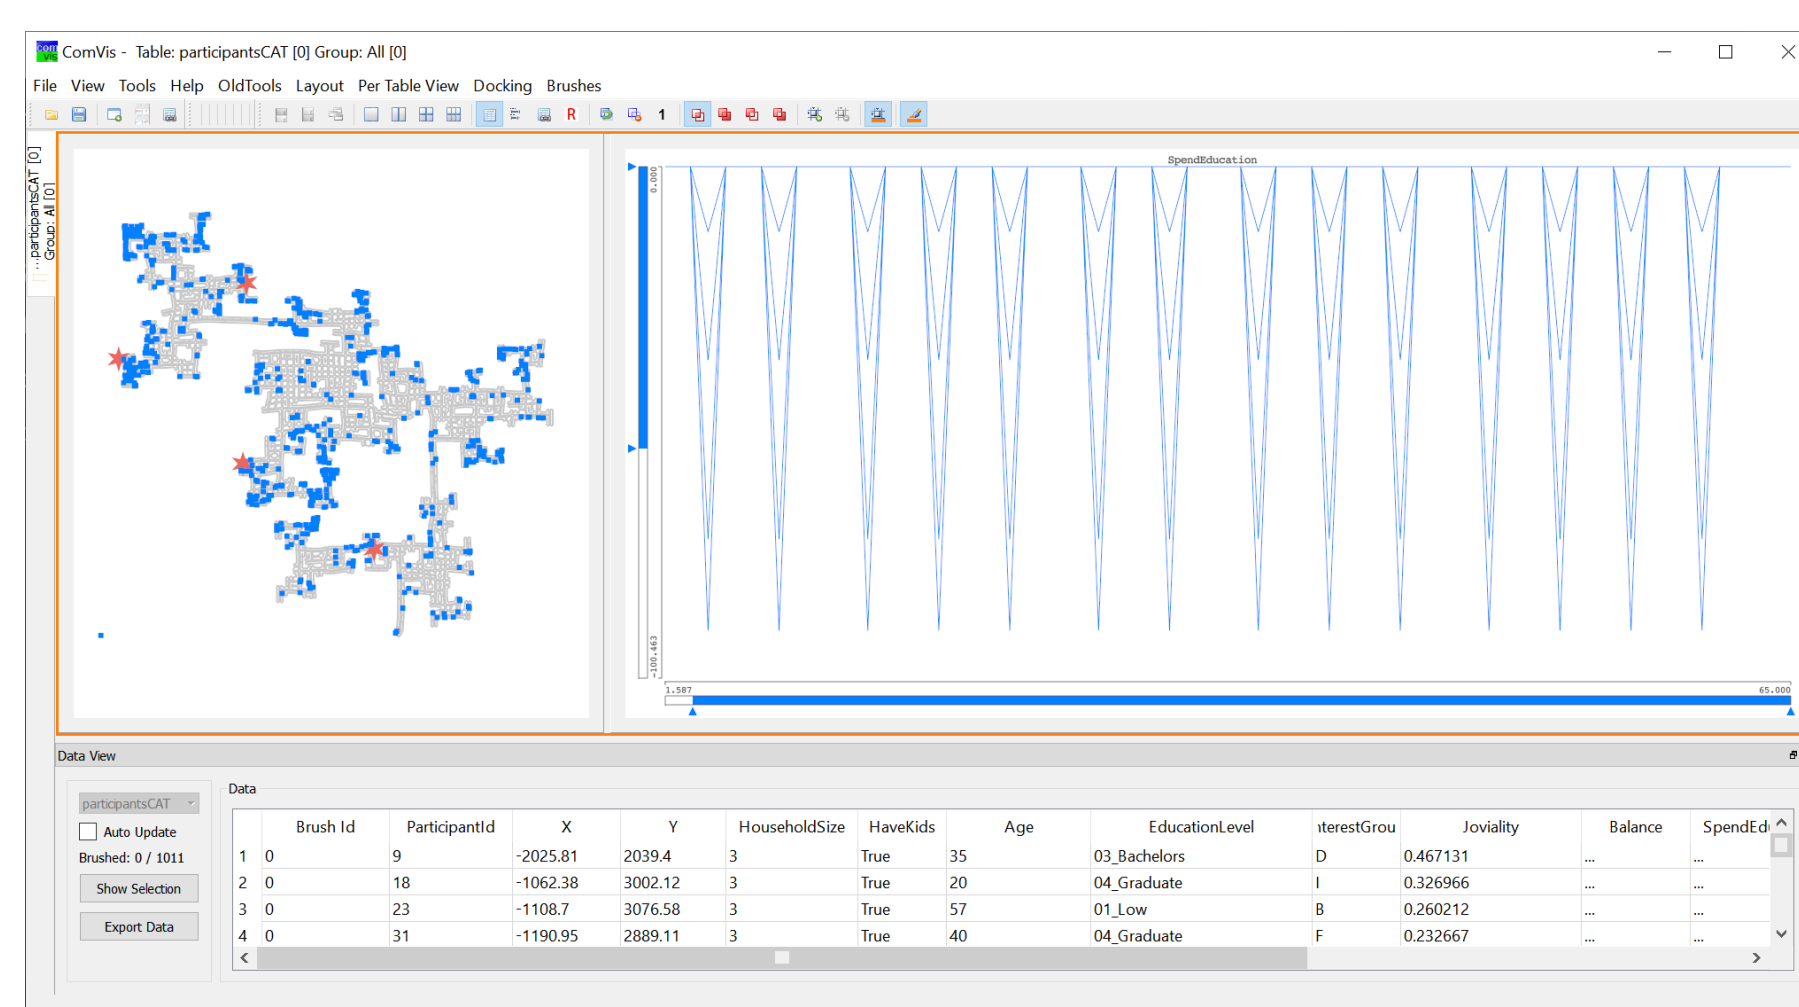 com
vis
ComVis - Table: participantsCAT [0] Group: All [0]
File View Tools Help OldTools Layout Per Table View Docking Brushes
R
1
...participantsCAT [0]
Group: All [0]
SpendEducation
0.000
-100.463
1.587
65.000
Data View
participantsCAT
Auto Update
Brushed: 0 / 1011
Show Selection
Export Data
Data
Brush Id ParticipantId X Y HouseholdSize HaveKids Age EducationLevel nterestGrou Joviality Balance SpendEdu
1 0 9 -2025.81 2039.4 3 True 35 03_Bachelors D 0.467131 ... ...
2 0 18 -1062.38 3002.12 3 True 20 04_Graduate I 0.326966 ... ...
3 0 23 -1108.7 3076.58 3 True 57 01_Low B 0.260212 ... ...
4 0 31 -1190.95 2889.11 3 True 40 04_Graduate F 0.232667 ... ...